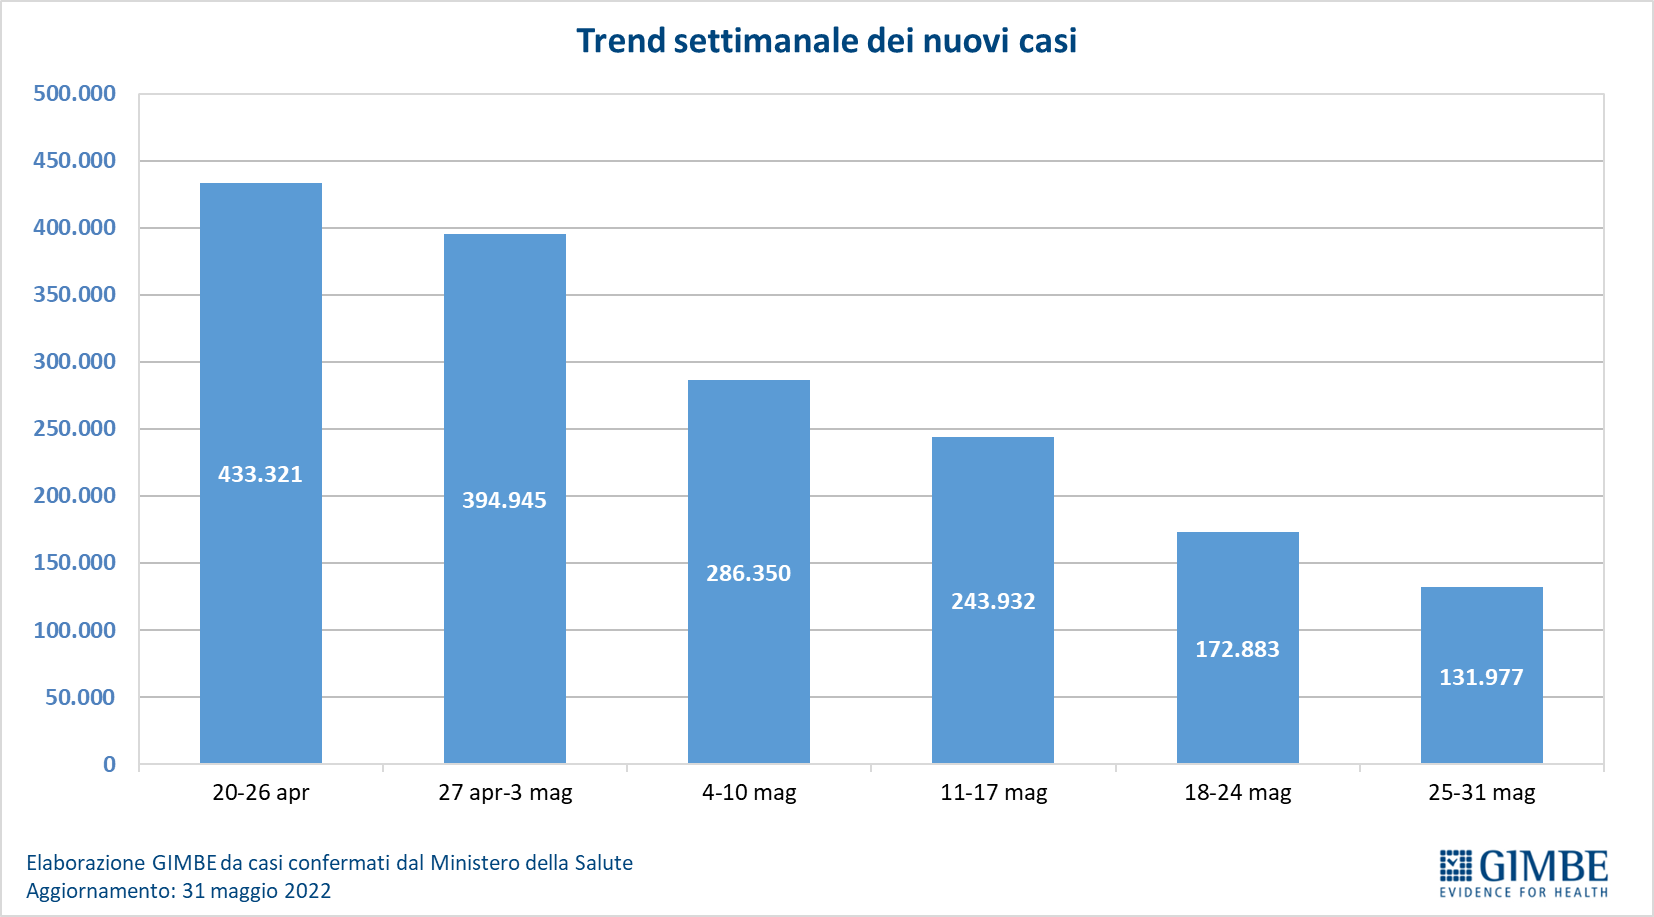 Trend settimanale dei nuovi casi
500.000
450.000
400.000
350.000
300.000
250.000
200.000
150.000
100.000
50.000
0
433.321
394.945
286.350
243.932
172.883
131.977
20-26 apr
27 apr-3 mag
4-10 mag
11-17 mag
18-24 mag
25-31 mag
Elaborazione GIMBE da casi confermati dal Ministero della Salute
Aggiornamento: 31 maggio 2022
GIMBE
EVIDENCE FOR HEALTH